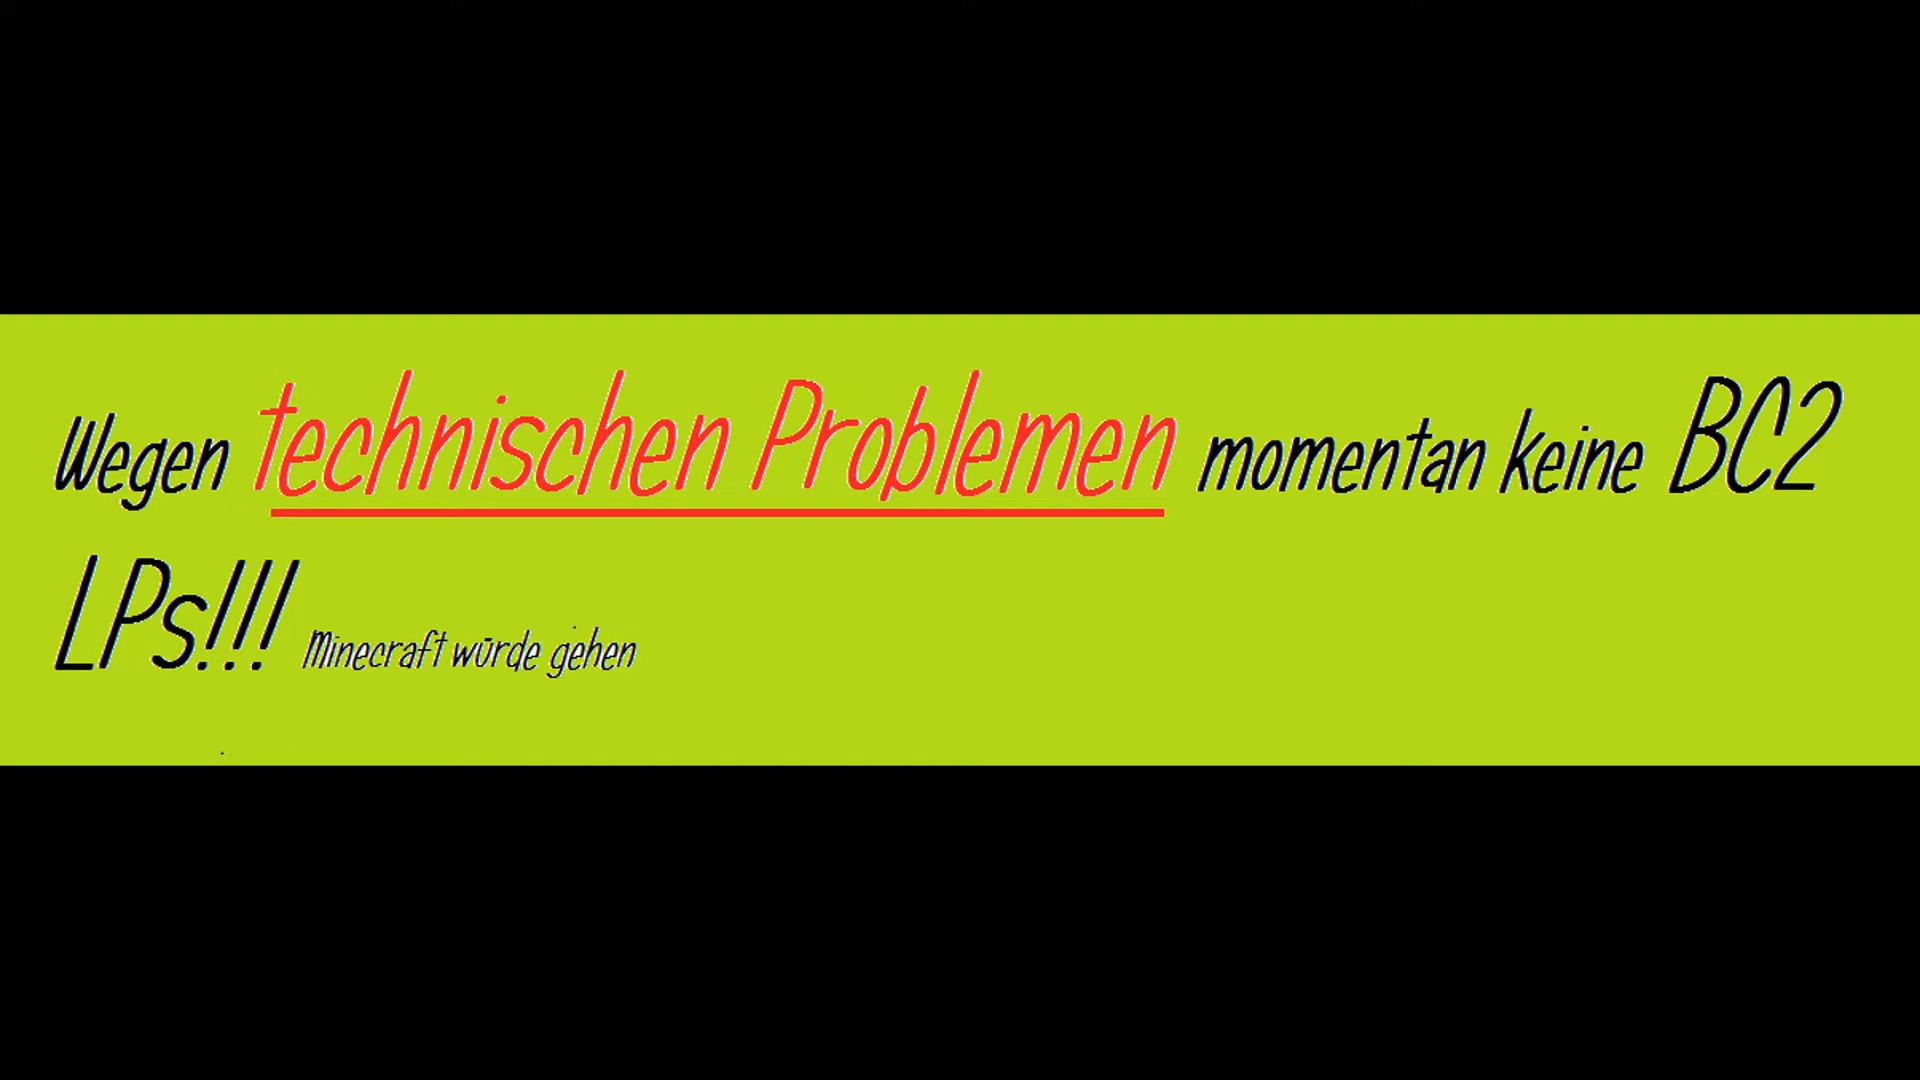 Wegen technischen Problemen momentan keine BC2
LPs!!! Minecraft würde gehen